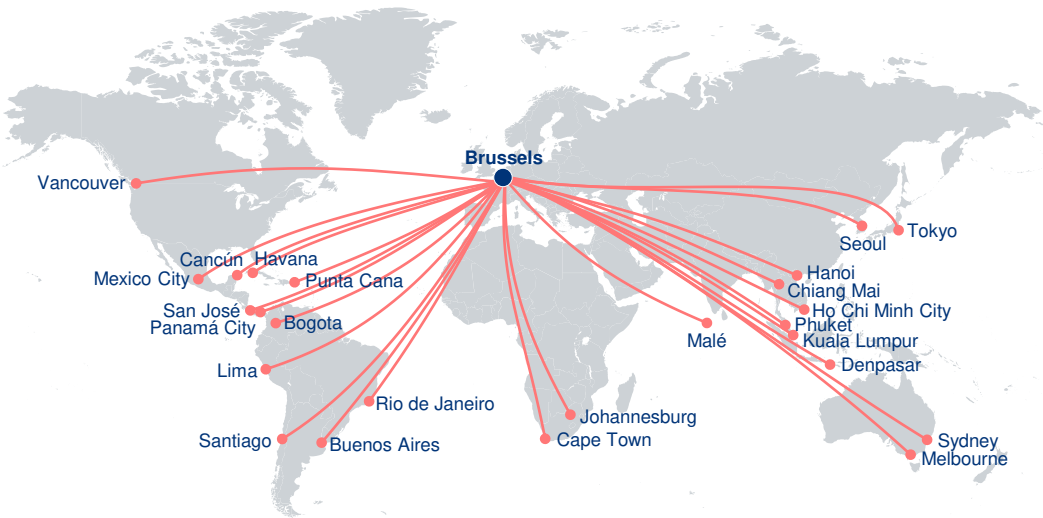 Brussels
Vancouver
Tokyo
Seoul
Cancún
Havana
Mexico City
Punta Cana
Hanoi
Chiang Mai
San José
Ho Chi Minh City
Panamá City
Bogota
Phuket
Malé
Kuala Lumpur
Lima
Denpasar
Rio de Janeiro
Johannesburg
Santiago
Buenos Aires
Cape Town
Sydney
Melbourne